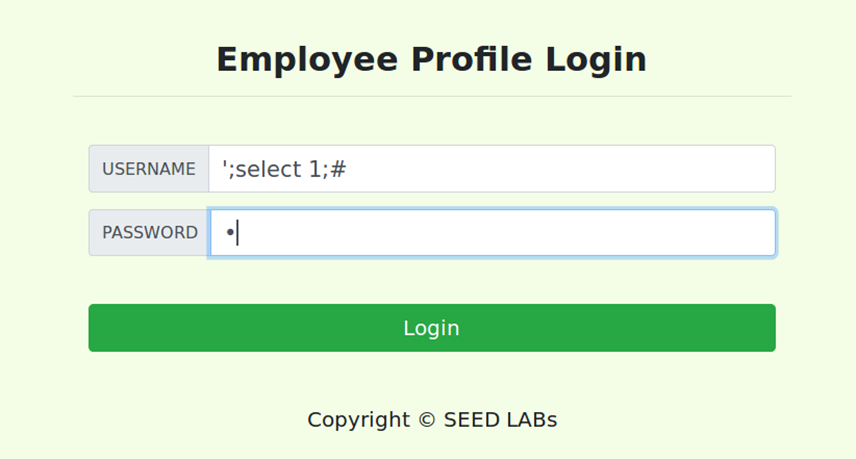 Employee Profile Login
USERNAME ';select 1;#
PASSWORD •
Login
Copyright © SEED LABs